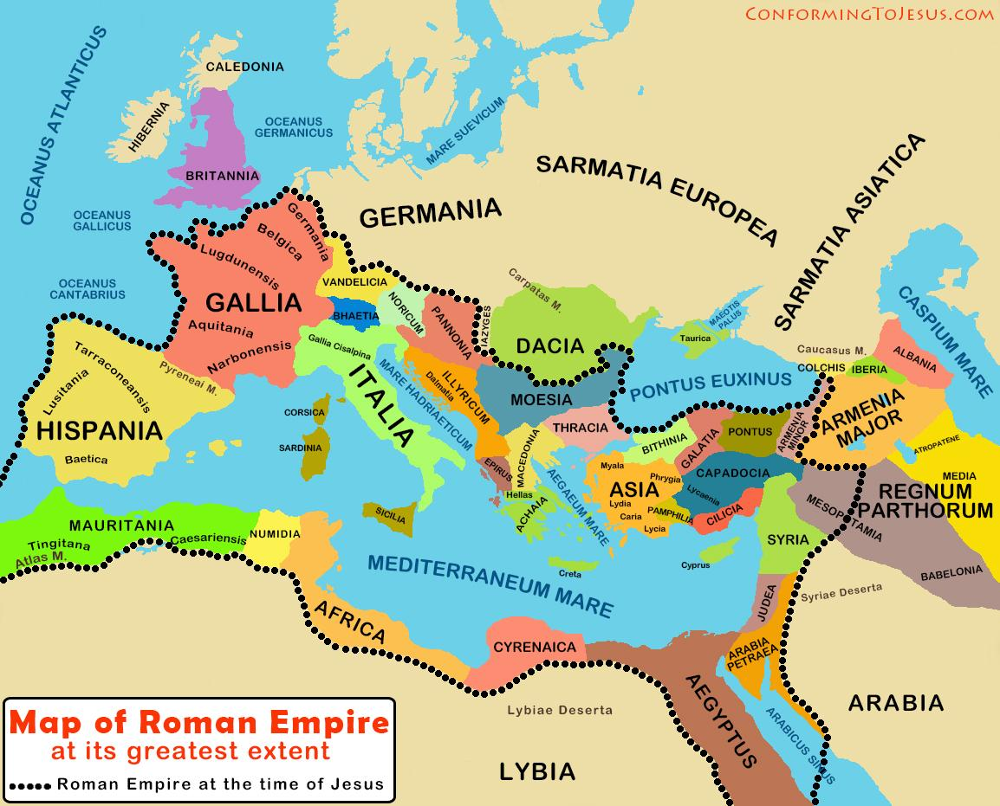 CONFORMINGTOJESUS.COM
OCEANUS ATLANTICUS
CALEDONIA
HIBERNIA
OCEANUS
GERMANICUS
MARE SUEVICUM
BRITANNIA
SARMATIA EUROPEA
SARMATIA ASIATICA
OCEANUS
GALLICUS
GERMANIA
Germania
Belgica
Lugdunensis
OCEANUS
CANTABRIUS
VANDELICIA
GALLIA
BHAETIA
NORICUM
PANNONIA
IAZYGES
Carpatas M.
MAEOTIS
PALUS
Taurica
CASPIUM MARE
Aquitania
Narbonensis
Gallia Cisalpina
DACIA
Caucasus M.
COLCHIS
IBERIA
ALBANIA
Tarraconeansis
Lusitania
Pyreneai M.
ITALIA
MARE HADRIAETICUM
ILLYRICUM
Dalmatia
MOESIA
PONTUS EUXINUS
HISPANIA
Baetica
CORSICA
SARDINIA
THRACIA
MACEDONIA
EPIRUS
BITHINIA
GALATIA
PONTUS
ARMENIA
MINOR
ARMENIA
MAJOR
ATROPATENE
Myala
Phrygia
ASIA
Lydia
Caria
Lycia
PAMPHILIA
CAPADOCIA
Lycaenia
CILICIA
Hellas
ACHAIA
AEGAEUM MARE
MEDIA
REGNUM
PARTHORUM
MESOPOTAMIA
BABELONIA
MAURITANIA
Tingitana
Caesariensis
Atlas M.
NUMIDIA
SICILIA
Creta
Cyprus
SYRIA
MEDITERRANEUM MARE
JUDEA
Syriae Deserta
AFRICA
CYRENAICA
ARABIA
PETRAEA
AEGYPTUS
ARABICUS SINUS
ARABIA
Lybiae Deserta
LYBIA
Map of Roman Empire
at its greatest extent
Roman Empire at the time of Jesus